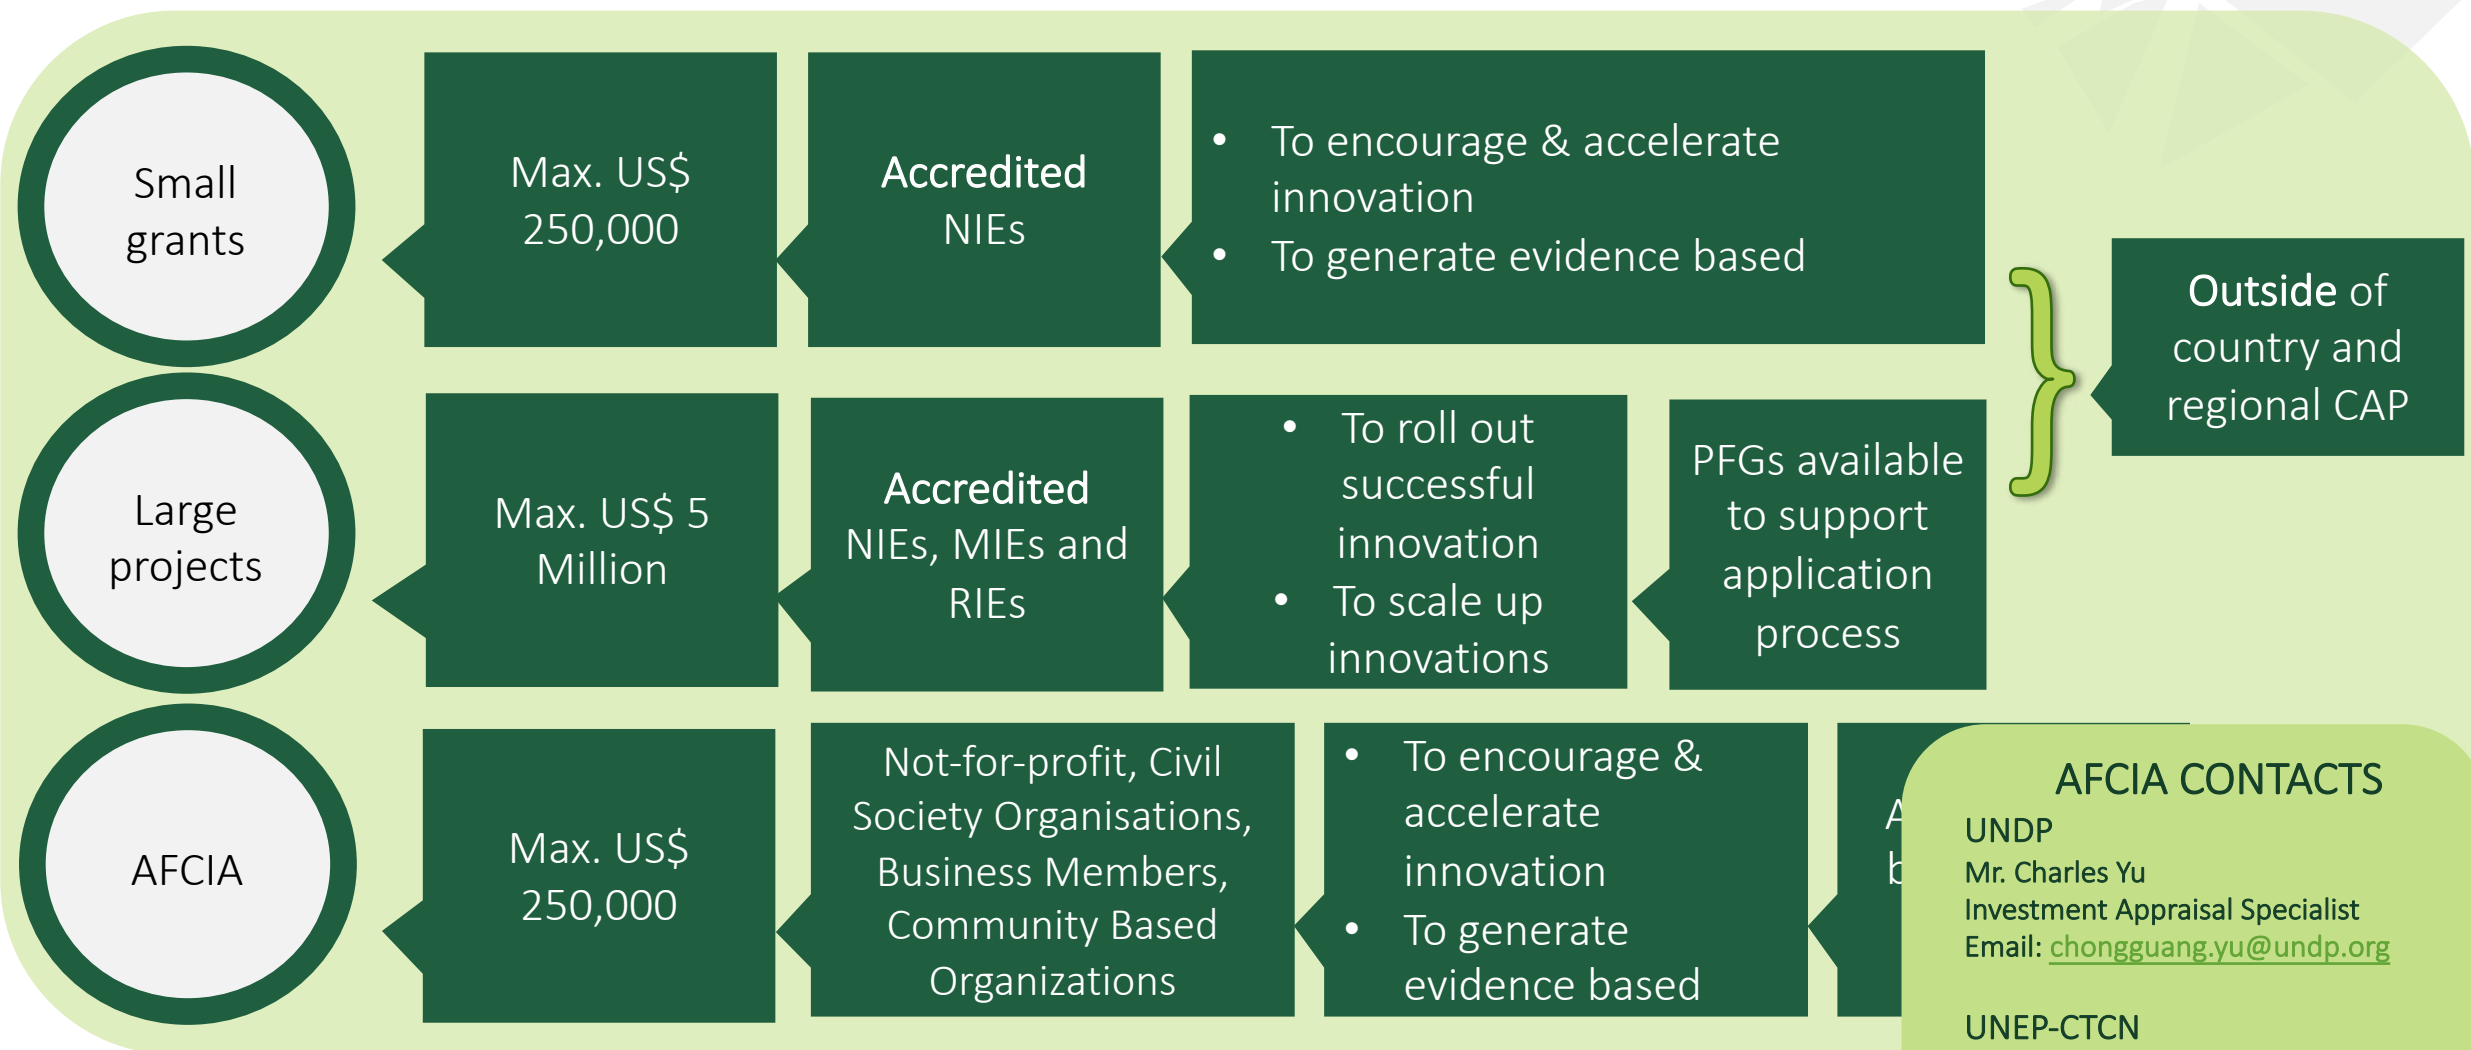 Small
grants
Max. US$
250,000
Accredited
NIEs
• To encourage & accelerate
innovation
• To generate evidence based
Outside of
country and
regional CAP
Large
projects
Max. US$ 5
Million
Accredited
NIEs, MIEs and
RIEs
• To roll out
successful
innovation
• To scale up
innovations
PFGs available
to support
application
process
AFCIA
Max. US$
250,000
Not-for-profit, Civil
Society Organisations,
Business Members,
Community Based
Organizations
• To encourage &
accelerate
innovation
• To generate
evidence based
AFCIA CONTACTS
UNDP
Mr. Charles Yu
Investment Appraisal Specialist
Email: chongguang.yu@undp.org
UNEP-CTCN